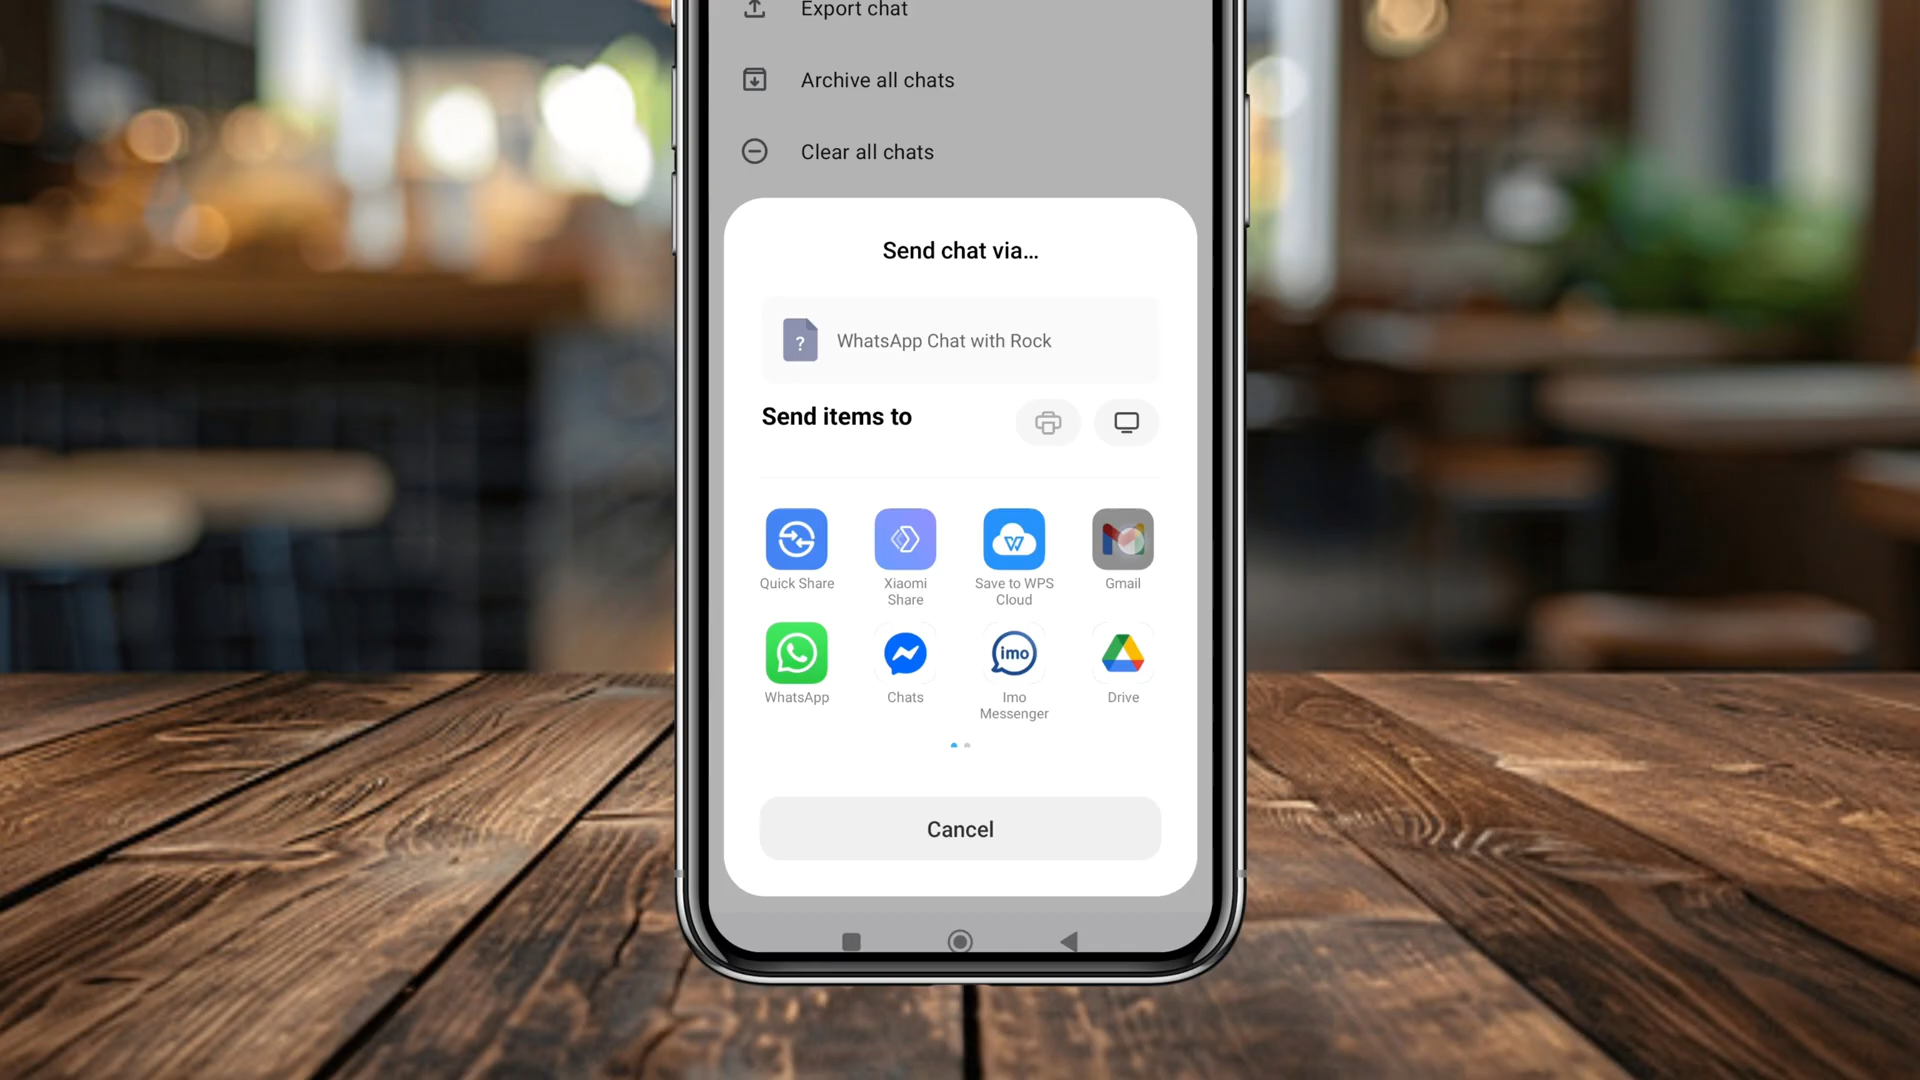 Export chat
Archive all chats
Clear all chats
Send chat via...
?
WhatsApp Chat with Rock
Send items to
Quick Share
Xiaomi
Share
W
Save to WPS
Cloud
Gmail
WhatsApp
Chats
imo
Imo
Messenger
Drive
Cancel